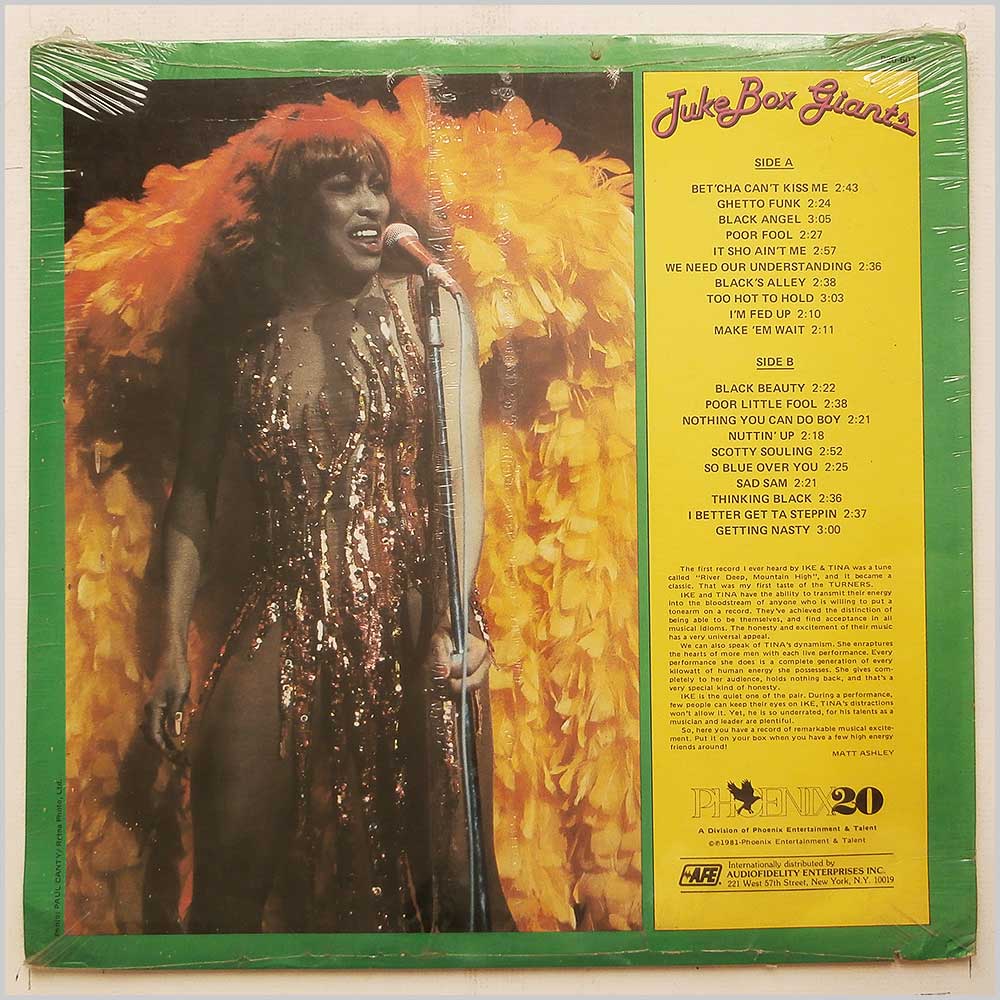 Juke Box Giants
SIDE A
BET'CHA CAN'T KISS ME 2:43
GHETTO FUNK 2:24
BLACK ANGEL 3:05
POOR FOOL 2:27
IT SHO AIN'T ME 2:57
WE NEED OUR UNDERSTANDING 2:36
BLACK'S ALLEY 2:38
TOO HOT TO HOLD 3:03
I'M FED UP 2:10
MAKE 'EM WAIT 2:11
SIDE B
BLACK BEAUTY 2:22
POOR LITTLE FOOL 2:38
NOTHING YOU CAN DO BOY 2:21
NUTTIN' UP 2:18
SCOTTY SOULING 2:52
SO BLUE OVER YOU 2:25
SAD SAM 2:21
THINKING BLACK 2:36
I BETTER GET TA STEPPIN 2:37
GETTING NASTY 3:00
The first record I ever heard by IKE & TINA was a tune
called "River Deep, Mountain High", and it became a
classic. That was my first taste of the TURNERS.
IKE and TINA have the ability to transmit their energy
into the bloodstream of anyone who is willing to put a
tonearm on a record. They've achieved the distinction of
being able to be themselves, and find acceptance in all
musical idioms. The honesty and excitement of their music
has a very universal appeal.
We can also speak of TINA's dynamism. She enraptures
the hearts of more men with each live performance. Every
performance she does is a complete generation of every
kilowatt of human energy she possesses. She gives com-
pletely to her audience, holds nothing back, and that's a
very special kind of honesty.
IKE is the quiet one of the pair. During a performance,
few people can keep their eyes on IKE, TINA's distractions
won't allow it. Yet, he is so underrated, for his talents as a
musician and leader are plentiful.
So, here you have a record of remarkable musical excite-
ment. Put it on your box when you have a few high energy
friends around!
MATT ASHLEY
PHOENIX 20
A Division of Phoenix Entertainment & Talent
©℗1981-Phoenix Entertainment & Talent
AFE Internationally distributed by
AUDIOFIDELITY ENTERPRISES INC.
221 West 57th Street, New York, N.Y. 10019
Photo: PAUL CANTY/ Retna Photo, Ltd.